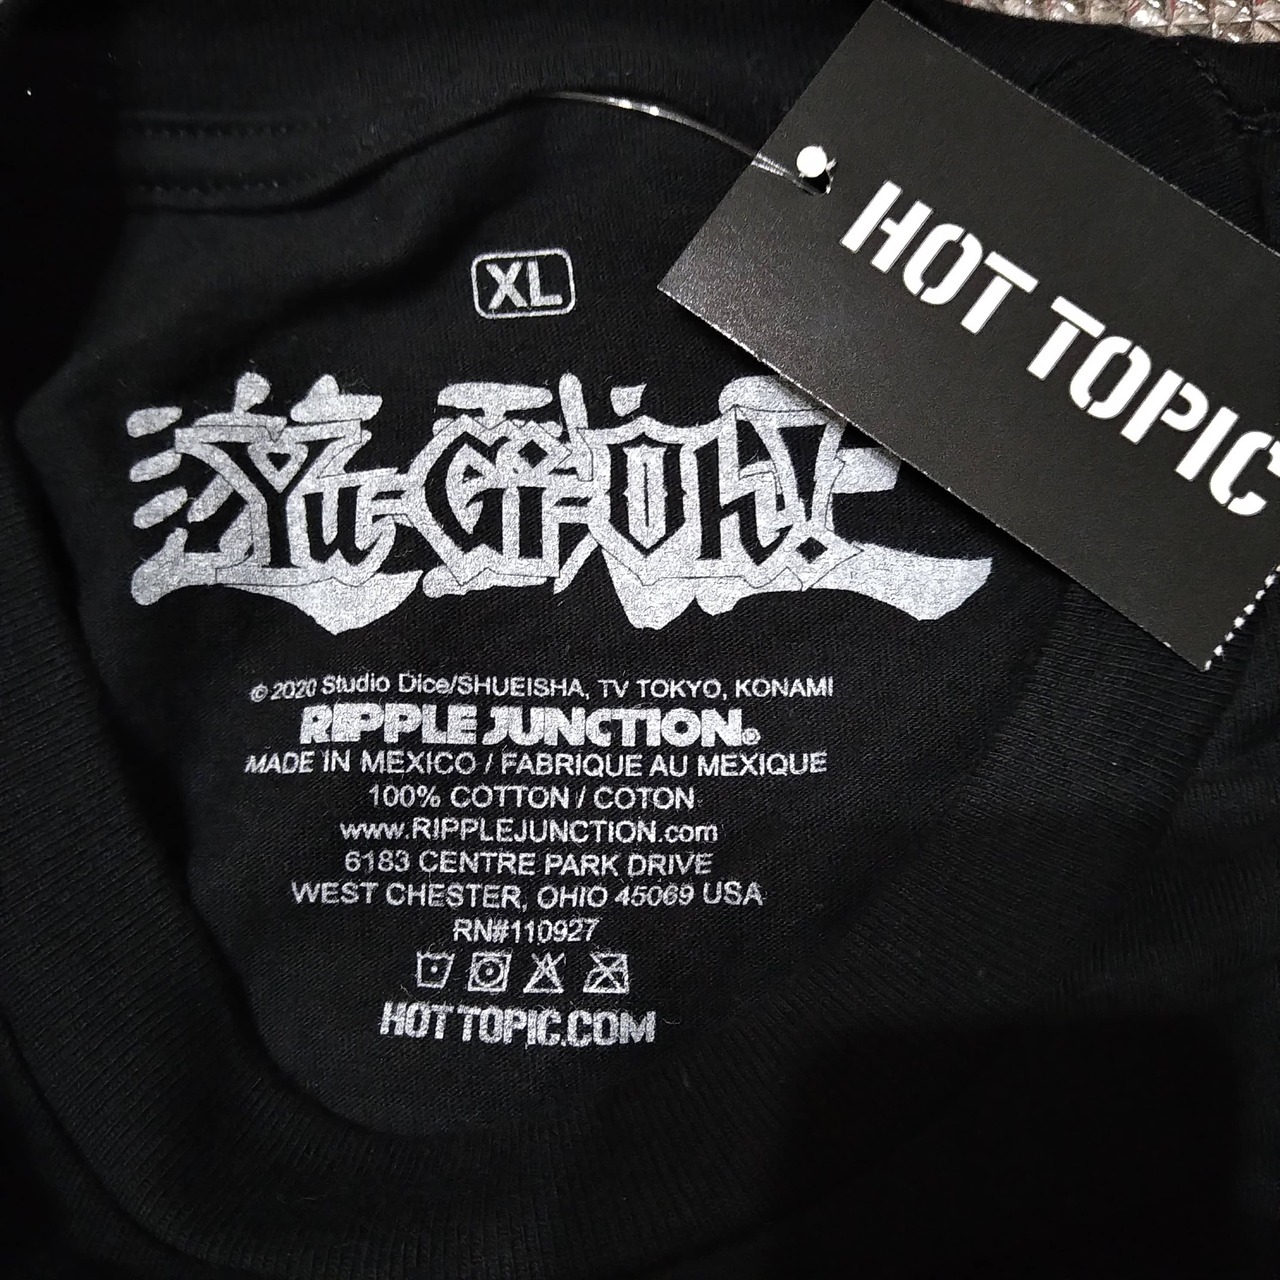 HOT TOPIC
XL
Yu-Gi-Oh!
© 2020 Studio Dice/SHUEISHA, TV TOKYO, KONAMI
RIPPLE JUNCTION®
MADE IN MEXICO / FABRIQUE AU MEXIQUE
100% COTTON / COTON
www.RIPPLEJUNCTION.com
6183 CENTRE PARK DRIVE
WEST CHESTER, OHIO 45069 USA
RN#110927
HOT TOPIC.COM